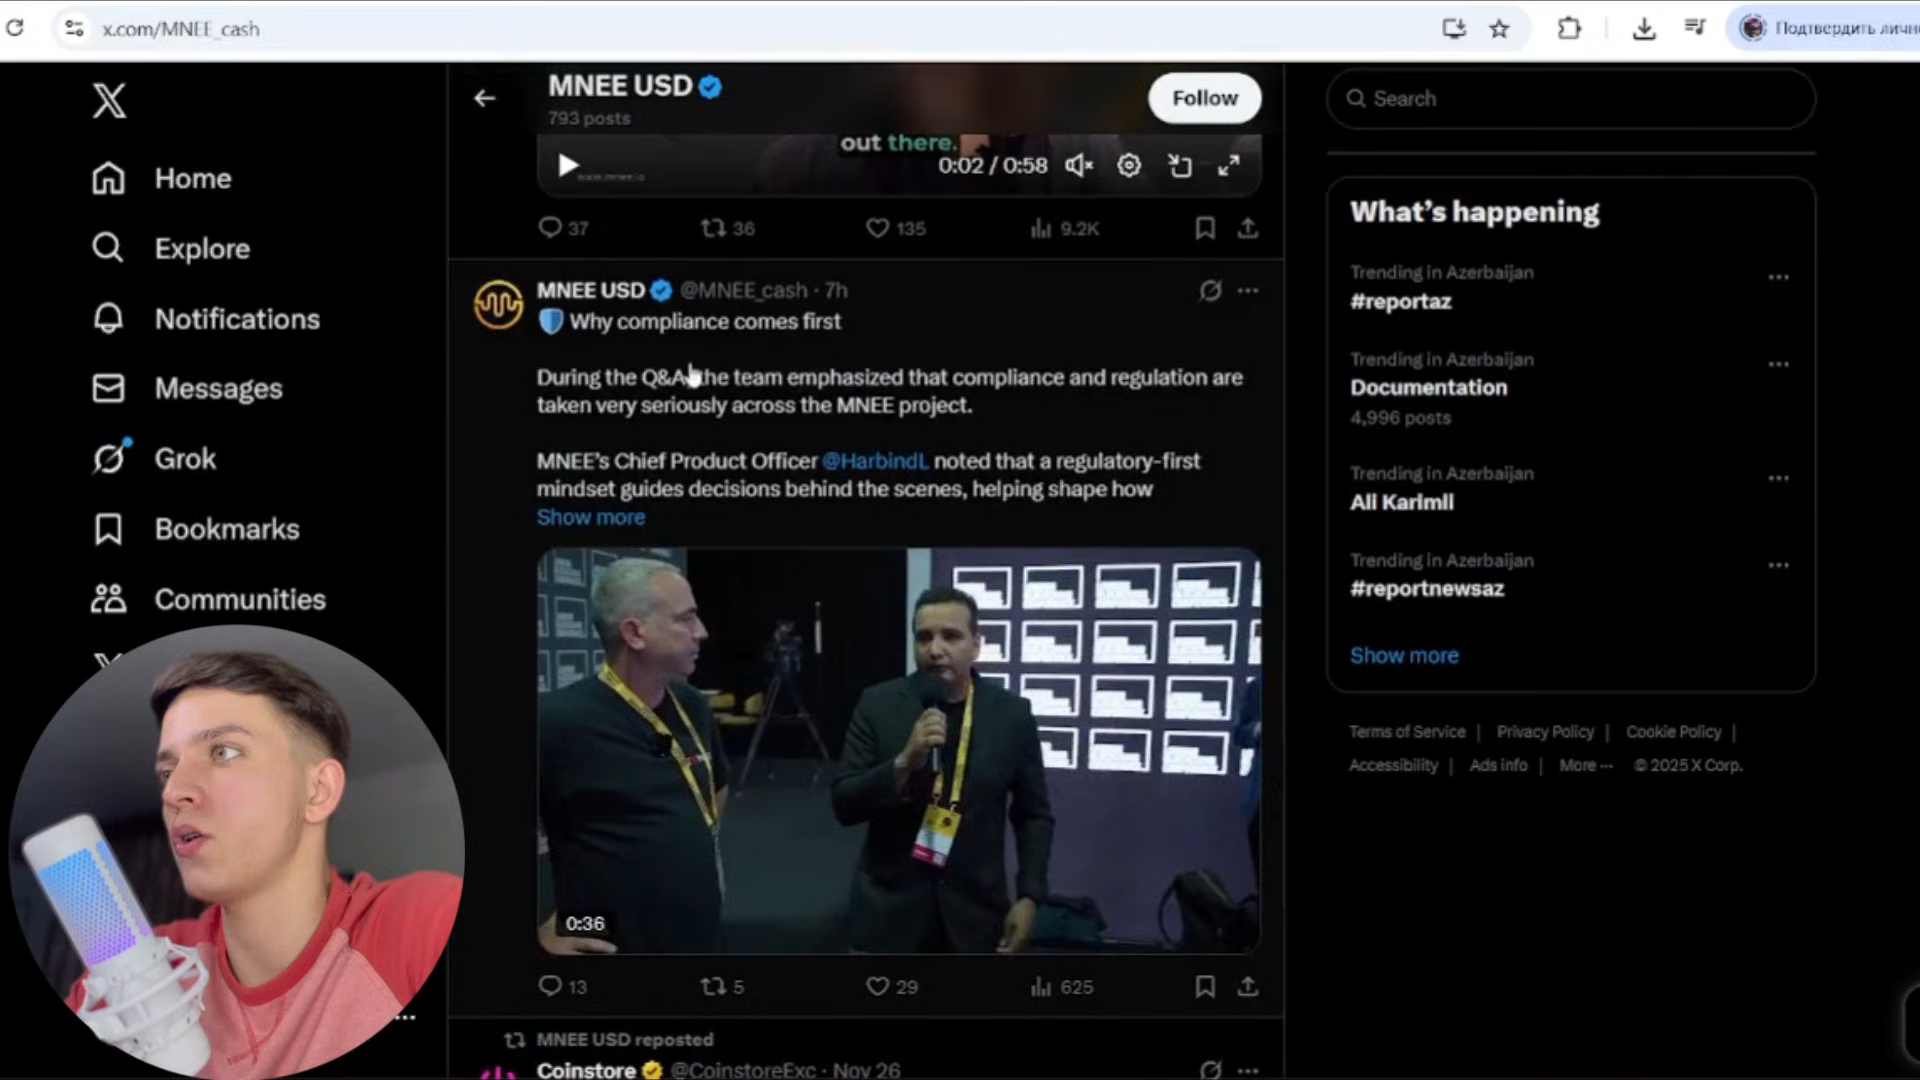 x.com/MNEE_cash
Подтвердить лично
Home
Explore
Notifications
Messages
Grok
Bookmarks
Communities
MNEE USD
793 posts
Follow
out there.
0:02 / 0:58
37
36
135
9.2K
MNEE USD @MNEE_cash · 7h
Why compliance comes first
During the Q&A the team emphasized that compliance and regulation are
taken very seriously across the MNEE project.
MNEE's Chief Product Officer @HarbindL noted that a regulatory-first
mindset guides decisions behind the scenes, helping shape how
Show more
0:36
13
5
29
625
MNEE USD reposted
Coinstore @CoinstoreExc · Nov 26
Search
What's happening
Trending in Azerbaijan
#reportaz
Trending in Azerbaijan
Documentation
4,996 posts
Trending in Azerbaijan
Ali Karimli
Trending in Azerbaijan
#reportnewsaz
Show more
Terms of Service | Privacy Policy | Cookie Policy |
Accessibility | Ads info | More ··· © 2025 X Corp.